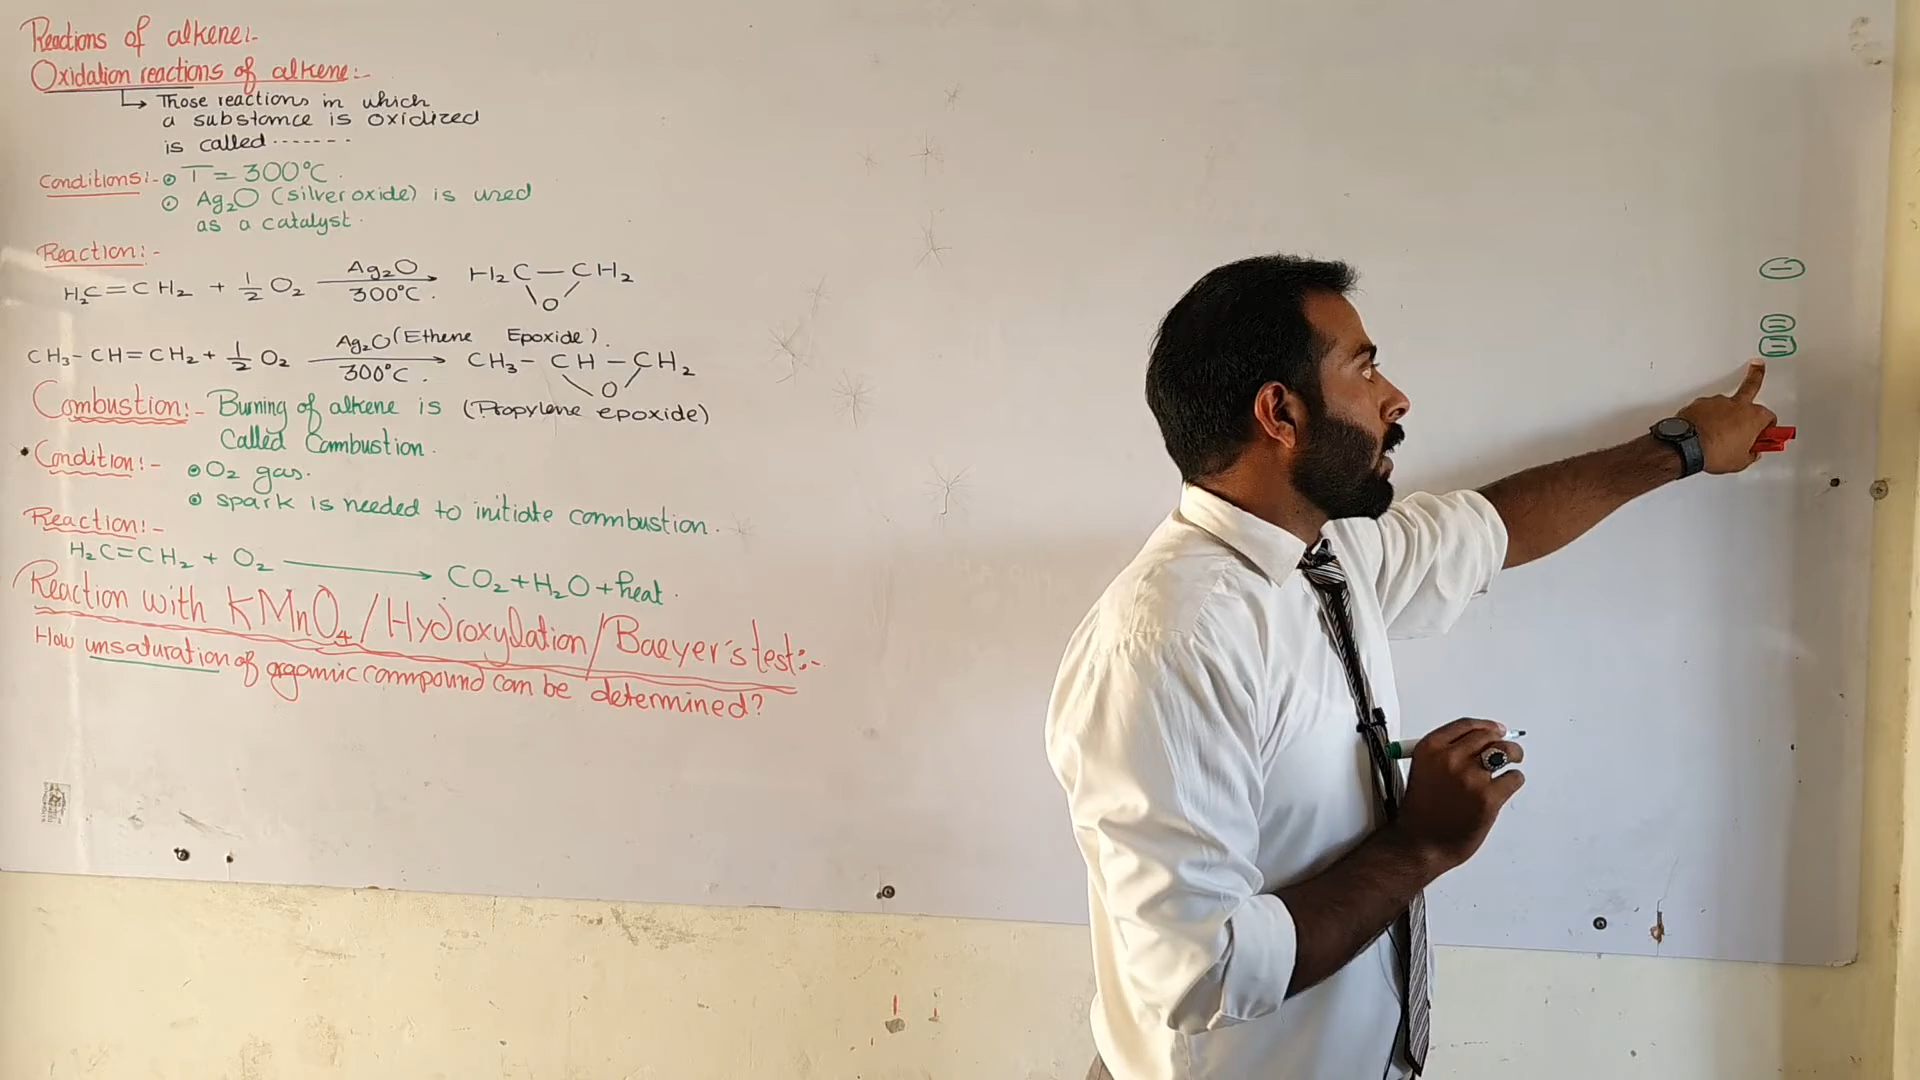 Reactions of alkene:-
Oxidation reactions of alkene:-
↳ Those reactions in which
a substance is oxidized
is called -------
Conditions:- ⊙ T = 300°C.
⊙ Ag₂O (silver oxide) is used
as a catalyst.
Reaction:-
H₂C=CH₂ + 1/2 O₂ Ag₂O → 300°C. H₂C—CH₂ \O/
(Ethene Epoxide).
CH₃-CH=CH₂ + 1/2 O₂ Ag₂O → 300°C. CH₃-CH-CH₂ \O/
(Propylene epoxide)
Combustion:- Burning of alkene is
called Combustion.
• Condition:- ⊙ O₂ gas.
⊙ spark is needed to initiate combustion.
Reaction:-
H₂C=CH₂ + O₂ → CO₂+H₂O+heat.
Reaction with KMnO₄/Hydroxylation/Baeyer's test:-
How unsaturation of organic compound can be determined?